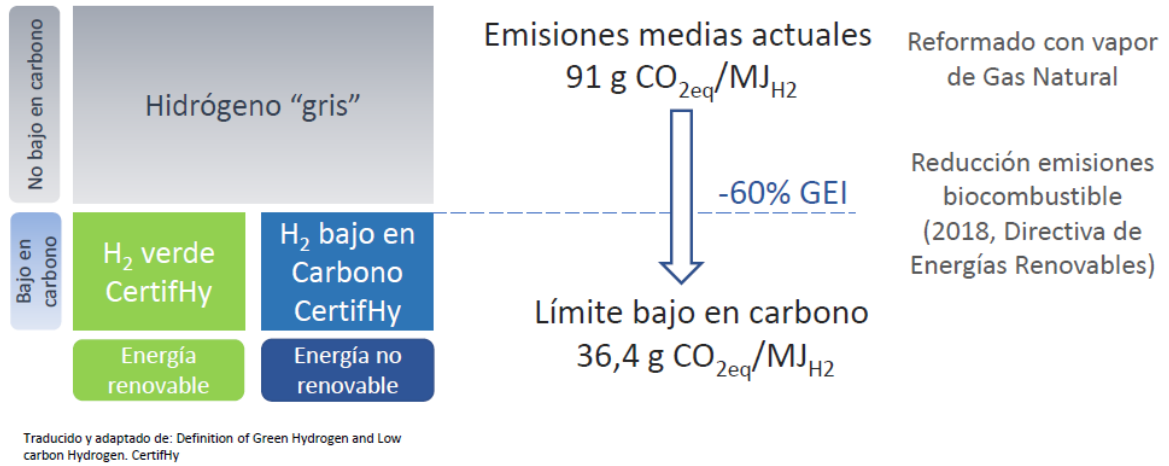 No bajo en carbono
Hidrógeno “gris”
Bajo en
carbono
H2 verde
CertifHy
H2 bajo en
Carbono
CertifHy
Energía
renovable
Energía no
renovable
Emisiones medias actuales
91 g CO2eq/MJH2
-60% GEI
Límite bajo en carbono
36,4 g CO2eq/MJH2
Reformado con vapor
de Gas Natural
Reducción emisiones
biocombustible
(2018, Directiva de
Energías Renovables)
Traducido y adaptado de: Definition of Green Hydrogen and Low
carbon Hydrogen. CertifHy